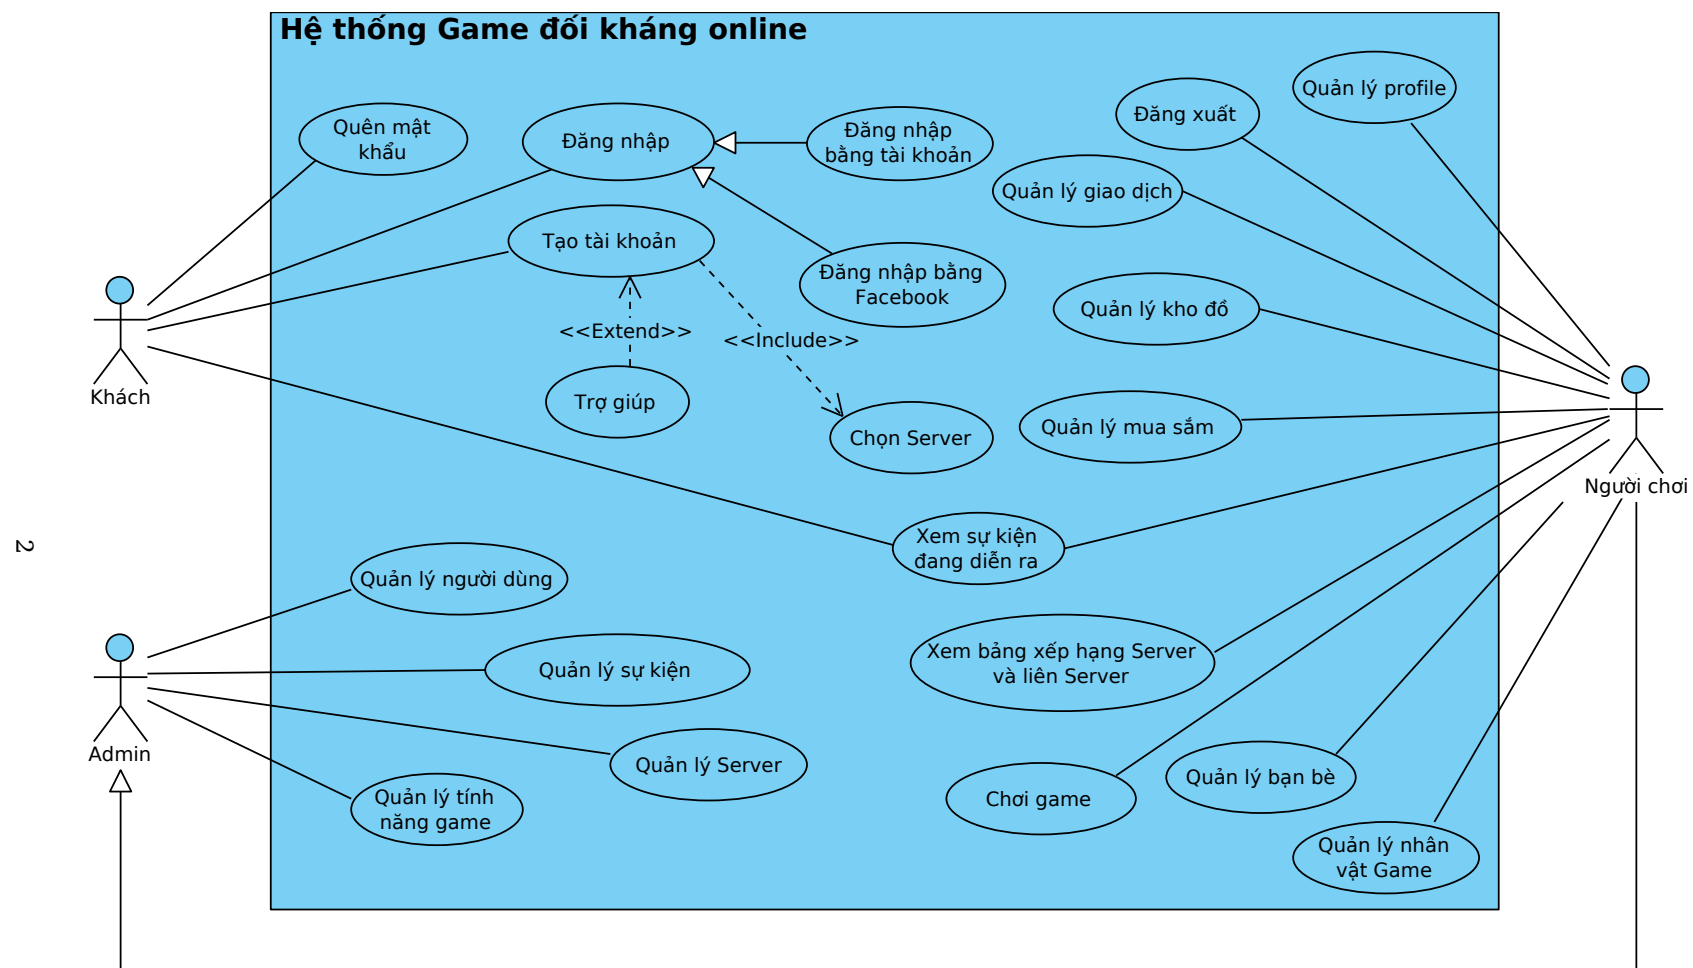 Hệ thống Game đối kháng online
Quên mật
khẩu
Đăng nhập
Đăng nhập
bằng tài khoản
Đăng xuất
Quản lý profile
Quản lý giao dịch
Tạo tài khoản
Đăng nhập bằng
Facebook
Quản lý kho đồ
<<Extend>>
<<Include>>
Trợ giúp
Chọn Server
Quản lý mua sắm
Khách
Người chơi
Xem sự kiện
đang diễn ra
2
Quản lý người dùng
Quản lý sự kiện
Xem bảng xếp hạng Server
và liên Server
Admin
Quản lý Server
Quản lý tính
năng game
Chơi game
Quản lý bạn bè
Quản lý nhân
vật Game